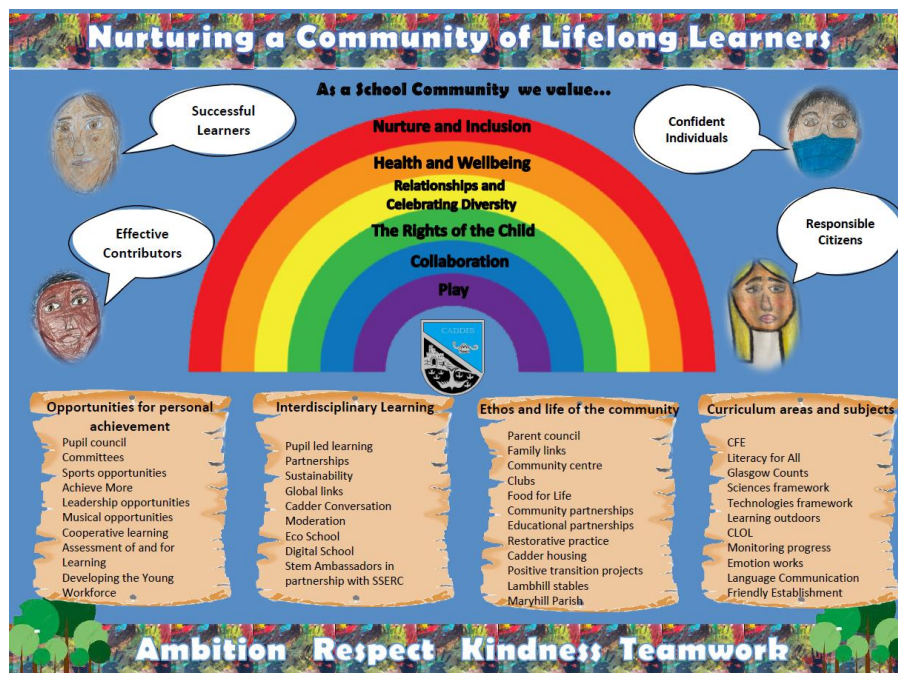 Nurturing a Community of Lifelong Learners
As a School Community we value...
Successful
Learners
Confident
Individuals
Effective
Contributors
Responsible
Citizens
Nurture and Inclusion
Health and Wellbeing
Relationships and
Celebrating Diversity
The Rights of the Child
Collaboration
Play
CADDER
Opportunities for personal
achievement
Pupil council
Committees
Sports opportunities
Achieve More
Leadership opportunities
Musical opportunities
Cooperative learning
Assessment of and for
Learning
Developing the Young
Workforce
Interdisciplinary Learning
Pupil led learning
Partnerships
Sustainability
Global links
Cadder Conversation
Moderation
Eco School
Digital School
Stem Ambassadors in
partnership with SSERC
Ethos and life of the community
Parent council
Family links
Community centre
Clubs
Food for Life
Community partnerships
Educational partnerships
Restorative practice
Cadder housing
Positive transition projects
Lambhill stables
Maryhill Parish
Curriculum areas and subjects
CFE
Literacy for All
Glasgow Counts
Sciences framework
Technologies framework
Learning outdoors
CLOL
Monitoring progress
Emotion works
Language Communication
Friendly Establishment
Ambition Respect Kindness Teamwork